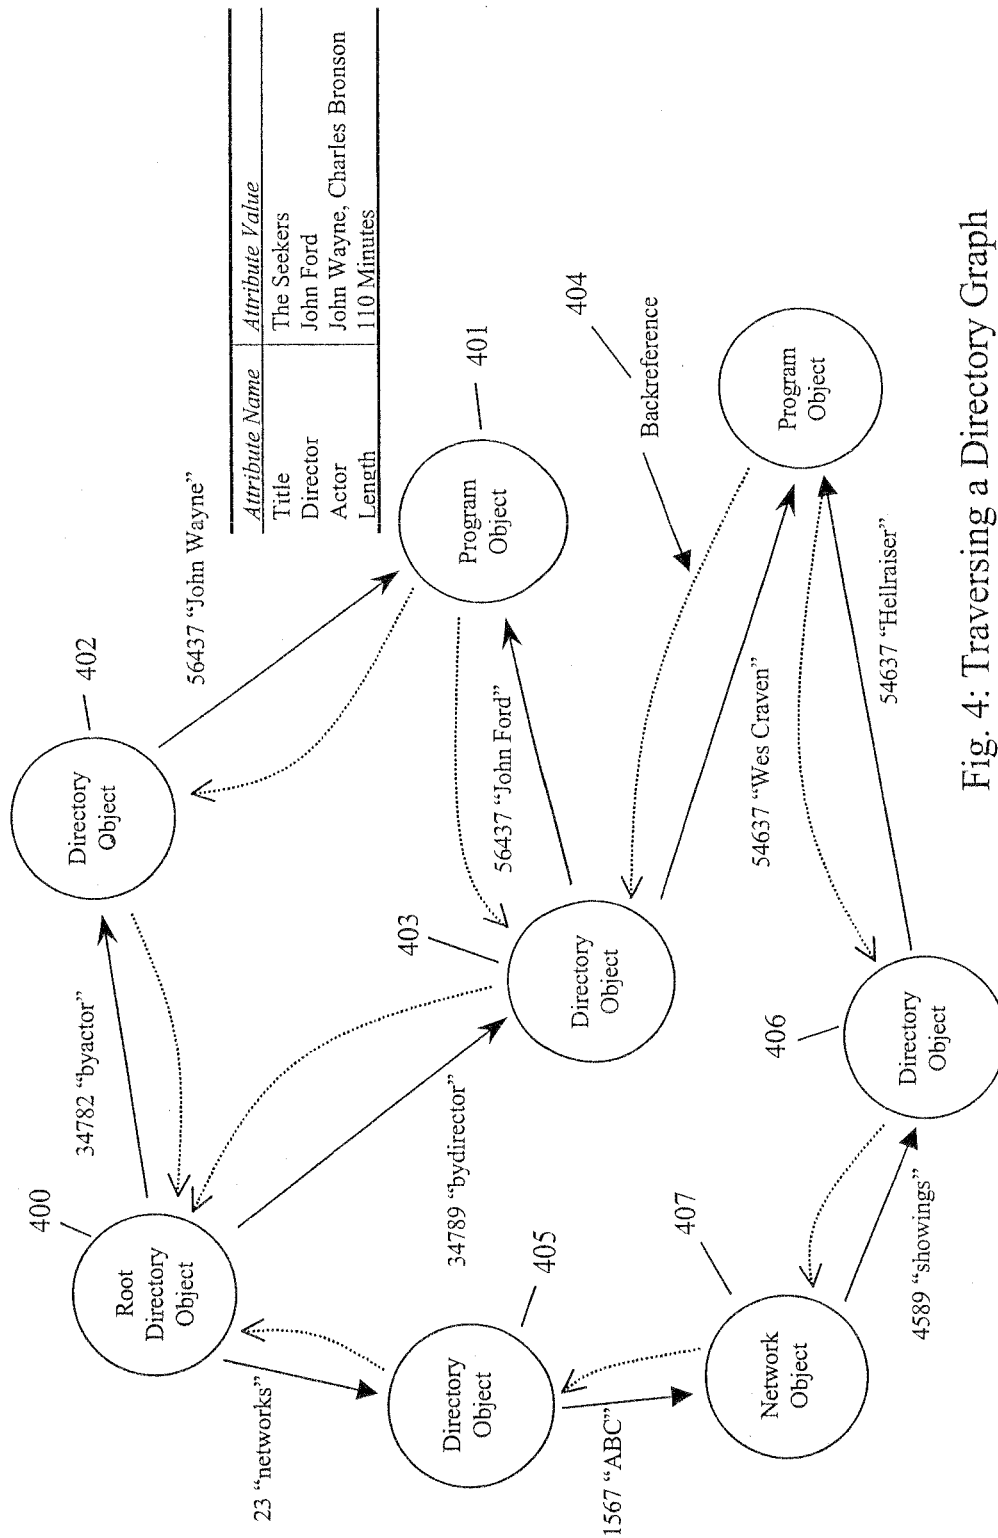 400
Root
Directory
Object
34782 “byactor”
Directory
Object
402
56437 “John Wayne”
Attribute Name Attribute Value
Title The Seekers
Director John Ford
Actor John Wayne, Charles Bronson
Length 110 Minutes
23 “networks”
34789 “bydirector”
403
56437 “John Ford”
Program
Object
401
Directory
Object
405
Directory
Object
Backreference
404
1567 “ABC”
407
Network
Object
406
54637 “Wes Craven”
Program
Object
4589 “showings”
Directory
Object
54637 “Hellraiser”
Fig. 4: Traversing a Directory Graph